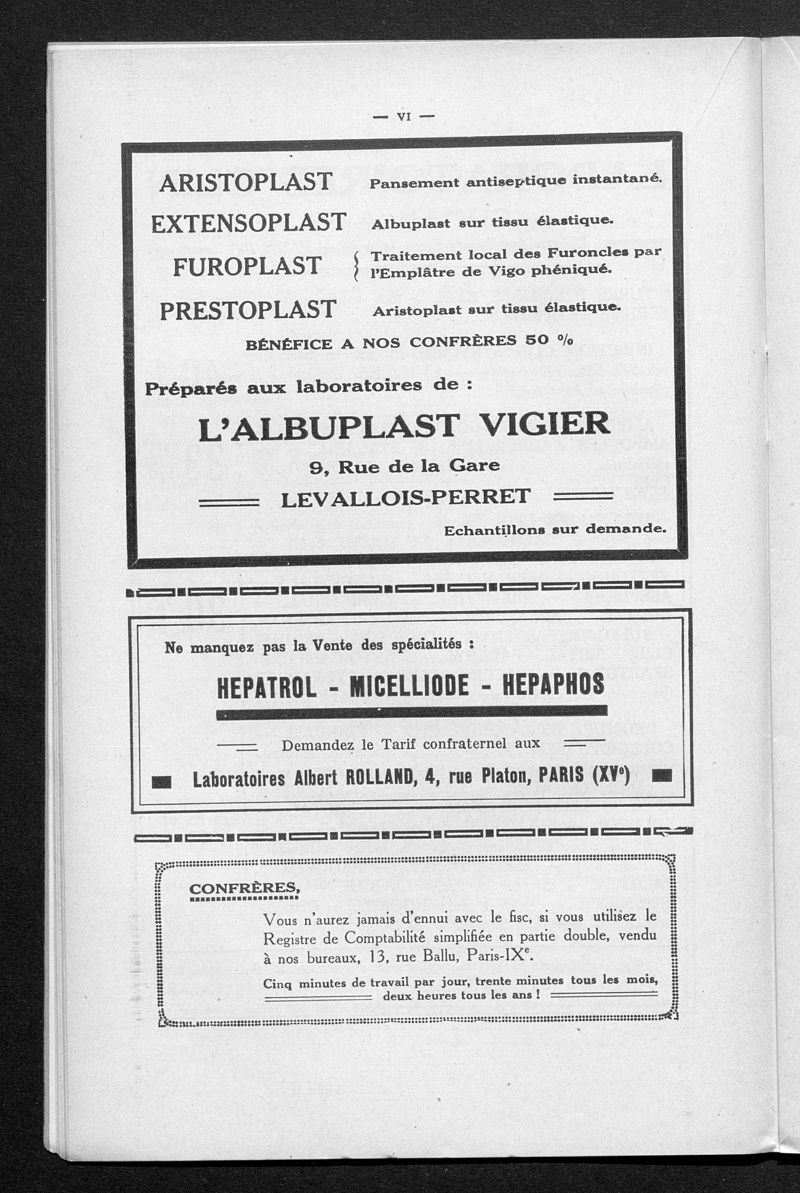 — VI —
ARISTOPLAST Pansement antiseptique instantané.
EXTENSOPLAST Albuplast sur tissu élastique.
FUROPLAST { Traitement local des Furoncles par
l'Emplâtre de Vigo phéniqué.
PRESTOPLAST Aristoplast sur tissu élastique.
BÉNÉFICE A NOS CONFRÈRES 50 %
Préparés aux laboratoires de :
L'ALBUPLAST VIGIER
9, Rue de la Gare
LEVALLOIS-PERRET
Echantillons sur demande.
Ne manquez pas la Vente des spécialités :
HEPATROL - MICELLIODE - HEPAPHOS
Demandez le Tarif confraternel aux
Laboratoires Albert ROLLAND, 4, rue Platon, PARIS (XVe)
CONFRÈRES,
Vous n'aurez jamais d'ennui avec le fisc, si vous utilisez le
Registre de Comptabilité simplifiée en partie double, vendu
à nos bureaux, 13, rue Ballu, Paris-IXe.
Cinq minutes de travail par jour, trente minutes tous les mois,
deux heures tous les ans !